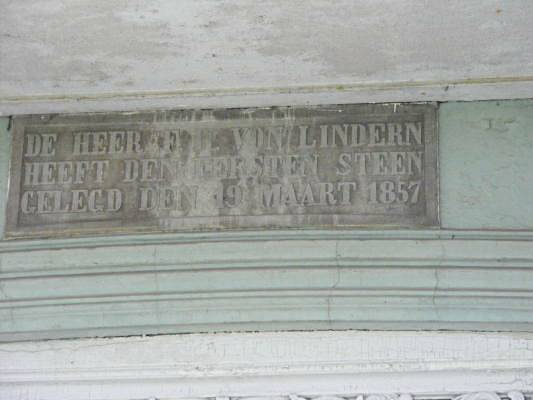 DE HEER F. L. VON LINDERN
HEEFT DEN EERSTEN STEEN
GELEGD DEN 19 MAART 1857